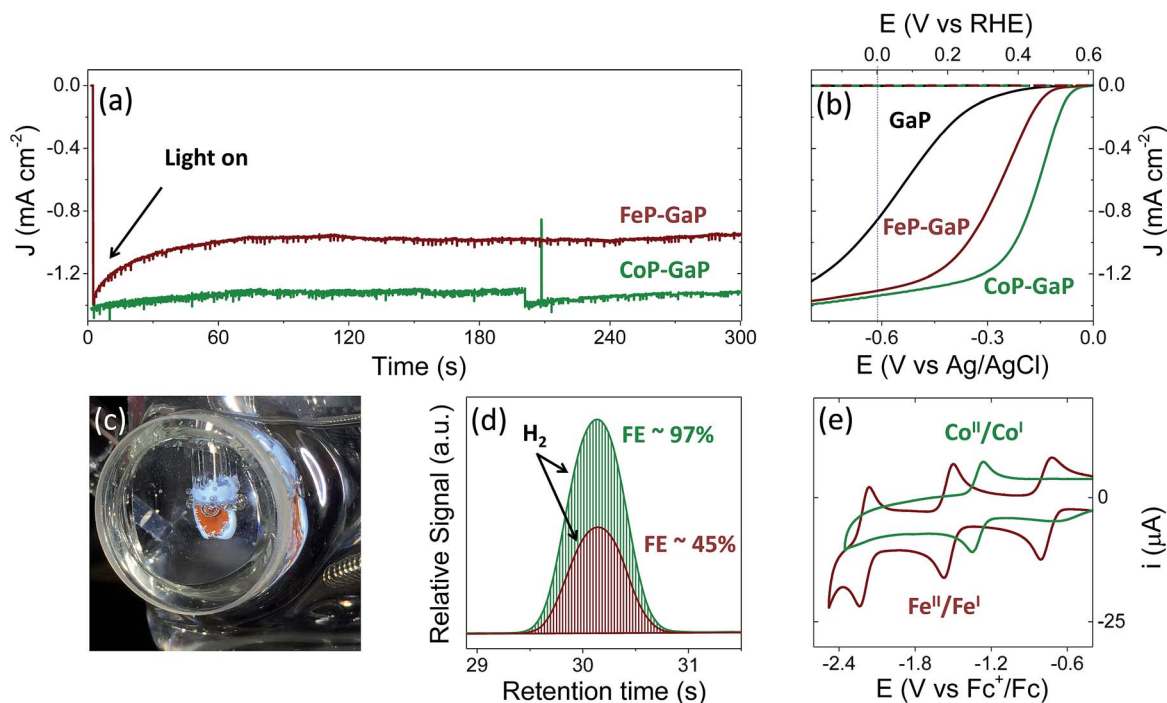 (a)
Light on
FeP-GaP
CoP-GaP
0.0
-0.4
-0.8
-1.2
J (mA cm⁻²)
0 60 120 180 240 300
Time (s)
E (V vs RHE)
0.0 0.2 0.4 0.6
(b)
GaP
FeP-GaP
CoP-GaP
0.0
-0.4
-0.8
-1.2
J (mA cm⁻²)
-0.6 -0.3 0.0
E (V vs Ag/AgCl)
(c)
(d)
H₂
FE ~ 97%
FE ~ 45%
Relative Signal (a.u.)
29 30 31
Retention time (s)
(e)
Coᴵᴵ/Coᴵ
Feᴵᴵ/Feᴵ
0
-25
i (μA)
-2.4 -1.8 -1.2 -0.6
E (V vs Fc⁺/Fc)